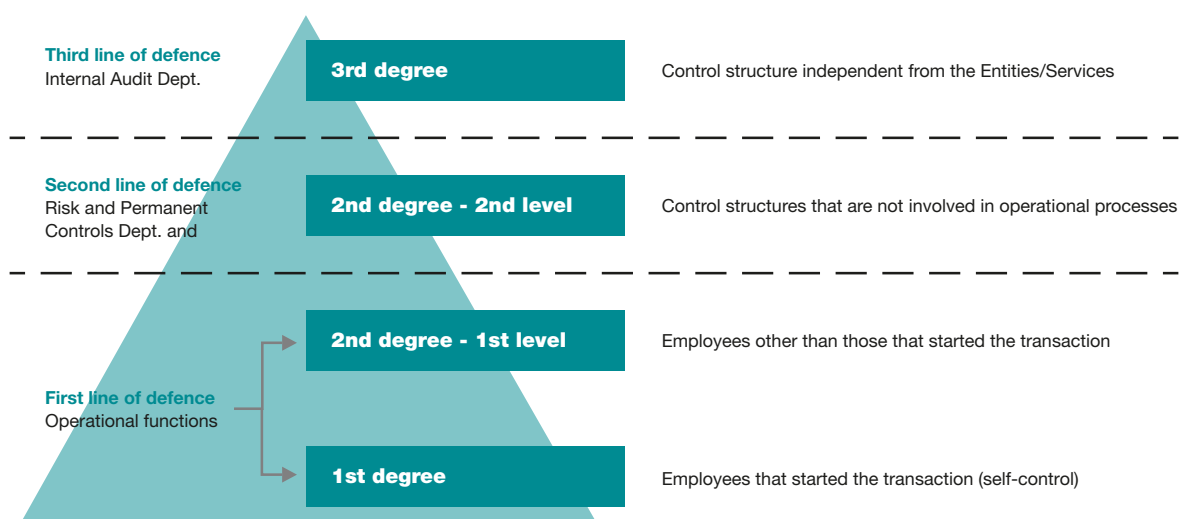 Third line of defence
Internal Audit Dept.
3rd degree
Control structure independent from the Entities/Services
Second line of defence
Risk and Permanent
Controls Dept. and
2nd degree - 2nd level
Control structures that are not involved in operational processes
2nd degree - 1st level
Employees other than those that started the transaction
First line of defence
Operational functions
1st degree
Employees that started the transaction (self-control)